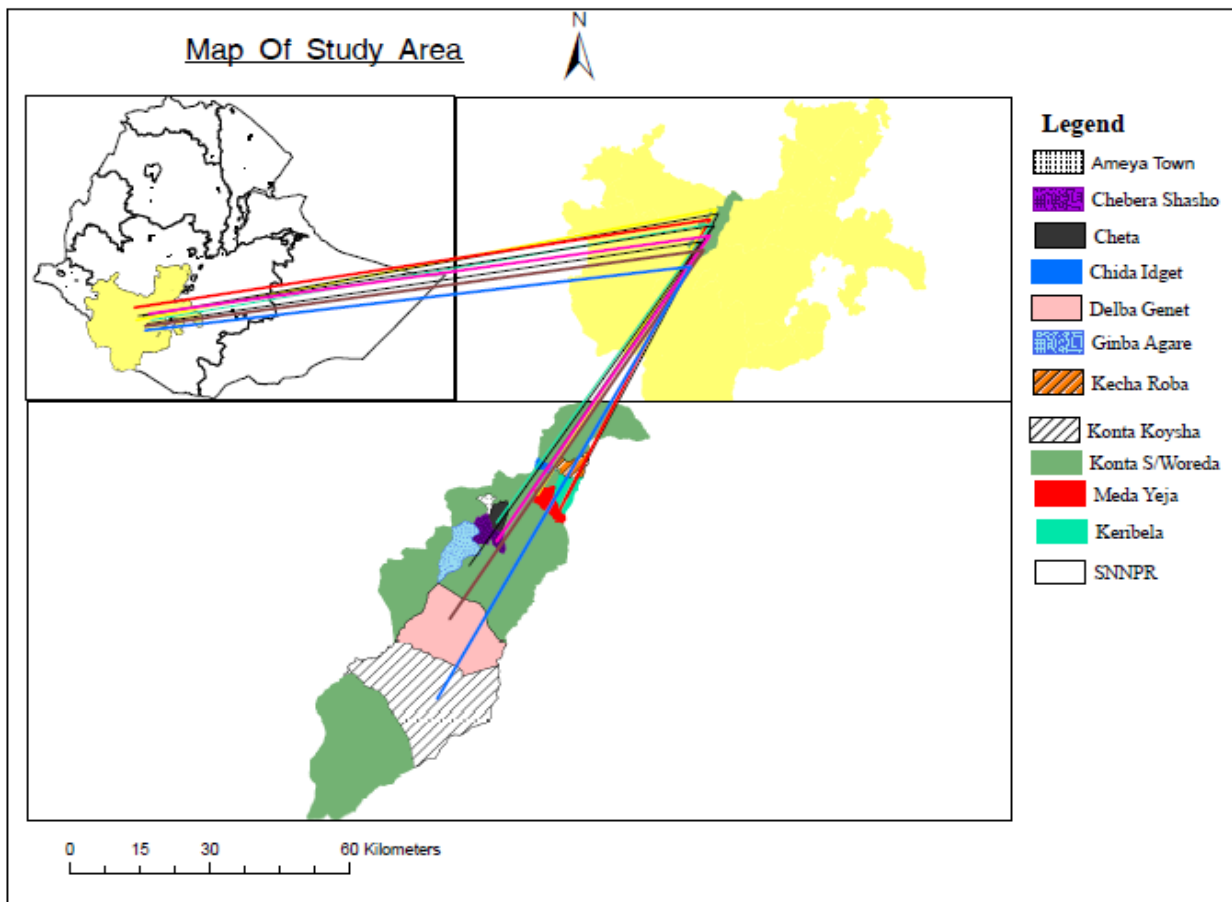 Map Of Study Area
N
Legend
Ameya Town
Chebera Shasho
Cheta
Chida Idget
Delba Genet
Ginba Agare
Kecha Roba
Konta Koysha
Konta S/Woreda
Meda Yeja
Keribela
SNNPR
0 15 30 60 Kilometers